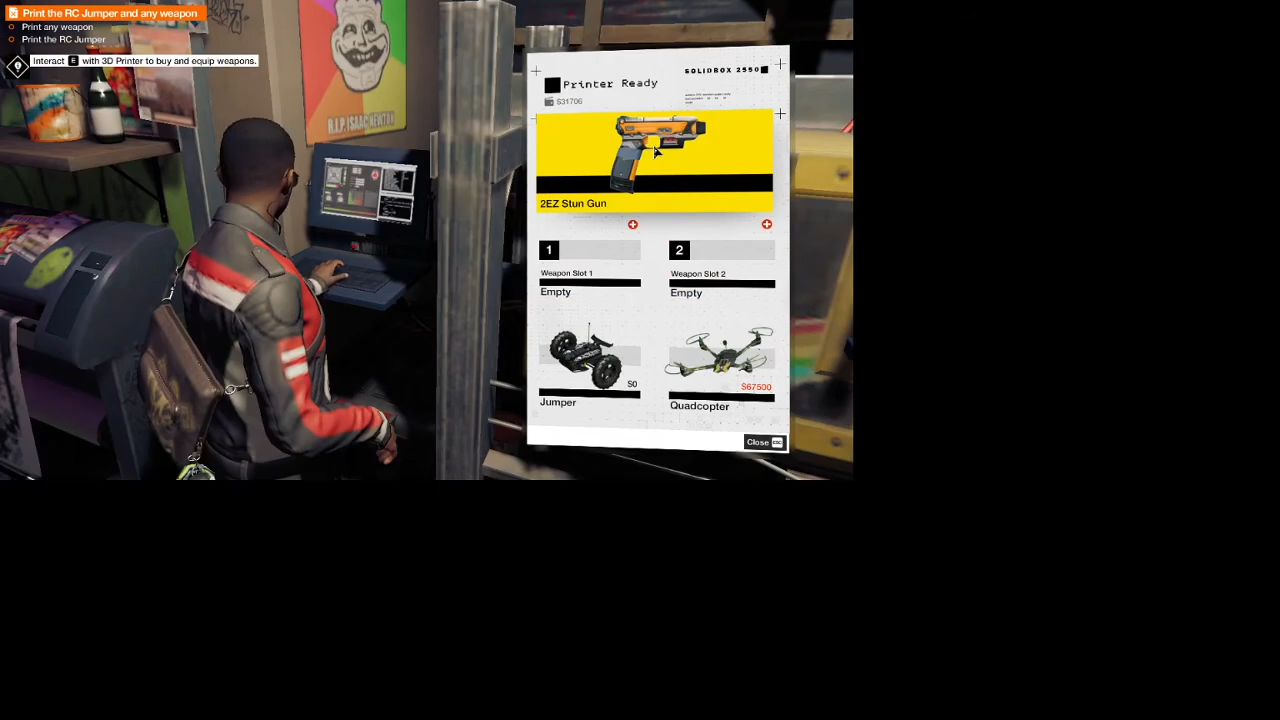 Print the RC Jumper and any weapon
Print any weapon
Print the RC Jumper
Interact E with 3D Printer to buy and equip weapons.
R.I.P. ISAAC NEWTON
SOLIDBOX 2550
Printer Ready
$31706
2EZ Stun Gun
1
2
Weapon Slot 1
Weapon Slot 2
Empty
Empty
$0
$67500
Jumper
Quadcopter
Close ESC